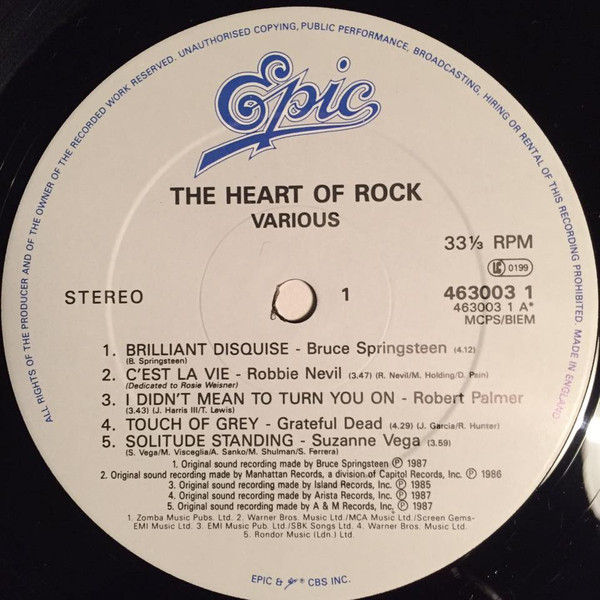 ALL RIGHTS OF THE PRODUCER AND OF THE OWNER OF THE RECORDED WORK RESERVED. UNAUTHORISED COPYING, PUBLIC PERFORMANCE, BROADCASTING, HIRING OR RENTAL OF THIS RECORDING PROHIBITED. MADE IN ENGLAND
Epic
THE HEART OF ROCK
VARIOUS
33⅓ RPM
LC 0199
STEREO
1
463003 1
463003 1 A*
MCPS/BIEM
1. BRILLIANT DISQUISE - Bruce Springsteen (4.12)
(B. Springsteen)
2. C'EST LA VIE - Robbie Nevil (3.47) (R. Nevil/M. Holding/D. Pain)
(Dedicated to Rosie Weisner)
3. I DIDN'T MEAN TO TURN YOU ON - Robert Palmer
(3.43) (J. Harris III/T. Lewis)
4. TOUCH OF GREY - Grateful Dead (4.29) (J. Garcia/R. Hunter)
5. SOLITUDE STANDING - Suzanne Vega (3.59)
(S. Vega/M. Visceglia/A. Sanko/M. Shulman/S. Ferrera)
1. Original sound recording made by Bruce Springsteen ℗ 1987
2. Original sound recording made by Manhattan Records, a division of Capitol Records, Inc. ℗ 1986
3. Original sound recording made by Island Records, Inc. ℗ 1985
4. Original sound recording made by Arista Records, Inc. ℗ 1987
5. Original sound recording made by A & M Records, Inc. ℗ 1987
1. Zomba Music Pubs. Ltd. 2. Warner Bros. Music Ltd./MCA Music Ltd./Screen Gems-
EMI Music Ltd. 3. EMI Music Pub. Ltd./SBK Songs Ltd. 4. Warner Bros. Music Ltd.
5. Rondor Music (Ldn.) Ltd.
EPIC & ® CBS INC.